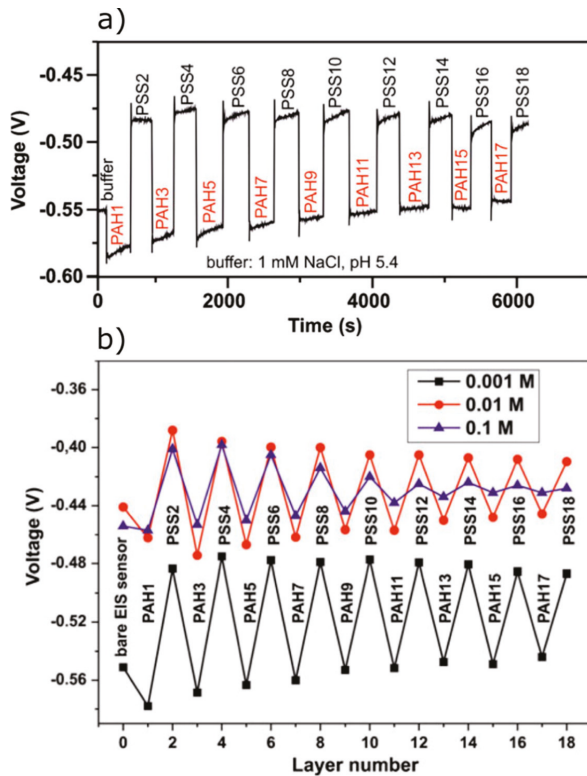 a)
Voltage (V)
-0.45
-0.50
-0.55
-0.60
buffer
PAH1
PSS2
PAH3
PSS4
PAH5
PSS6
PAH7
PSS8
PAH9
PSS10
PAH11
PSS12
PAH13
PSS14
PAH15
PSS16
PAH17
PSS18
buffer: 1 mM NaCl, pH 5.4
0 2000 4000 6000
Time (s)
b)
Voltage (V)
-0.36
-0.40
-0.44
-0.48
-0.52
-0.56
0.001 M
0.01 M
0.1 M
bare EIS sensor
PAH1
PSS2
PAH3
PSS4
PAH5
PSS6
PAH7
PSS8
PAH9
PSS10
PAH11
PSS12
PAH13
PSS14
PAH15
PSS16
PAH17
PSS18
0 2 4 6 8 10 12 14 16 18
Layer number